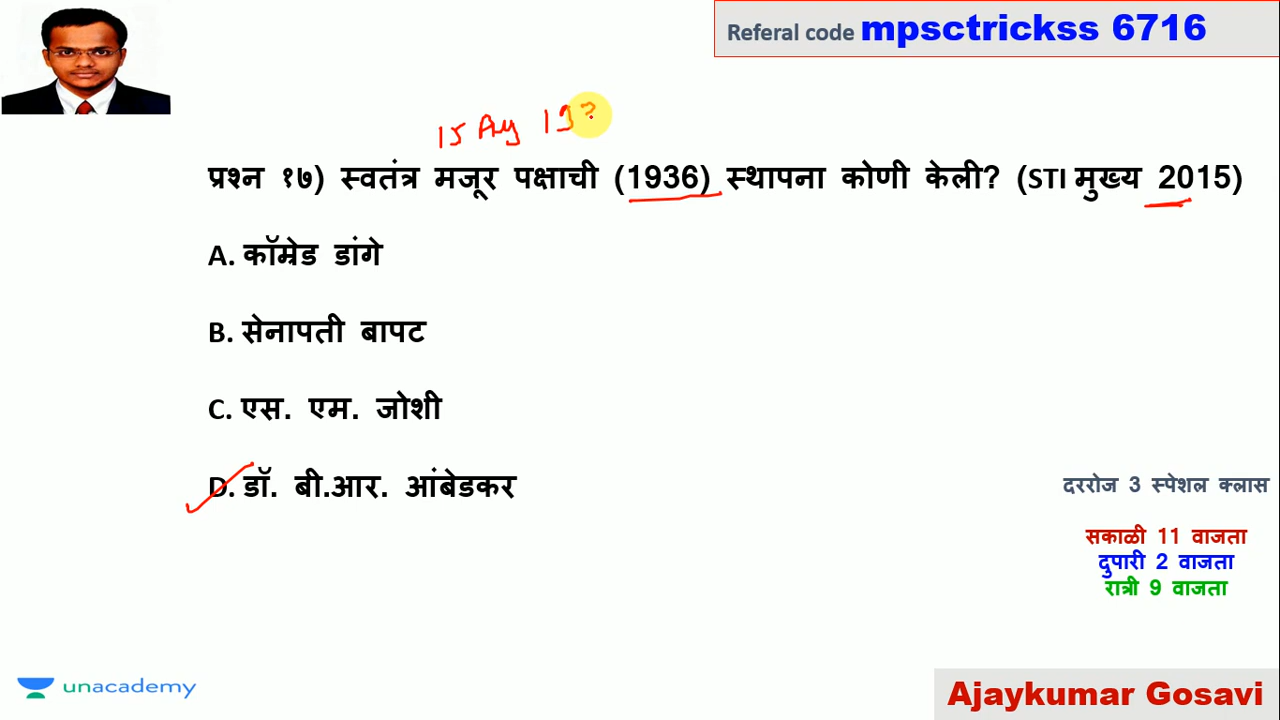 Referal code mpsctrickss 6716
15 Aug 193
प्रश्न १७) स्वतंत्र मजूर पक्षाची (1936) स्थापना कोणी केली? (STI मुख्य 2015)
A. कॉम्रेड डांगे
B. सेनापती बापट
C. एस. एम. जोशी
D. डॉ. बी.आर. आंबेडकर
दररोज 3 स्पेशल क्लास
सकाळी 11 वाजता
दुपारी 2 वाजता
रात्री 9 वाजता
unacademy
Ajaykumar Gosavi